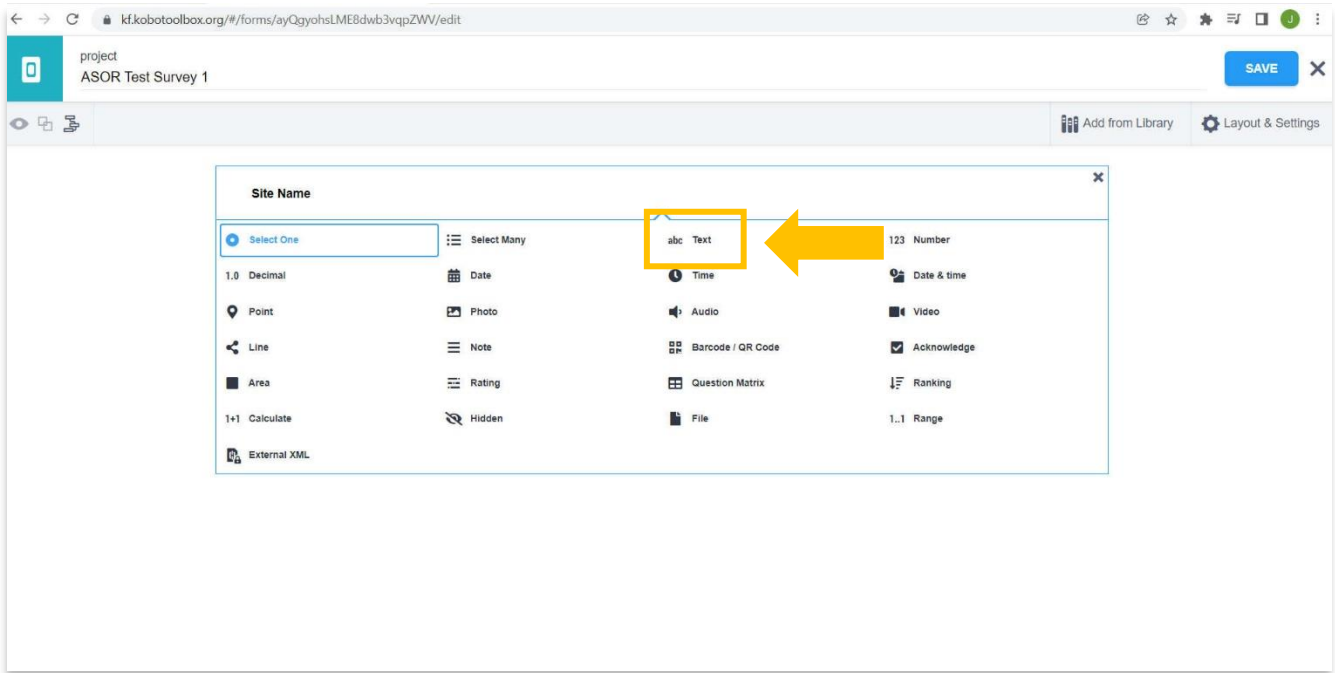 kf.kobotoolbox.org/#/forms/ayQgyohsLME8dwb3vqpZWV/edit
J
project
ASOR Test Survey 1
SAVE
Add from Library
Layout & Settings
Site Name
Select One
Select Many
abc Text
123 Number
1.0 Decimal
Date
Time
Date & time
Point
Photo
Audio
Video
Line
Note
Barcode / QR Code
Acknowledge
Area
Rating
Question Matrix
Ranking
1+1 Calculate
Hidden
File
1..1 Range
External XML